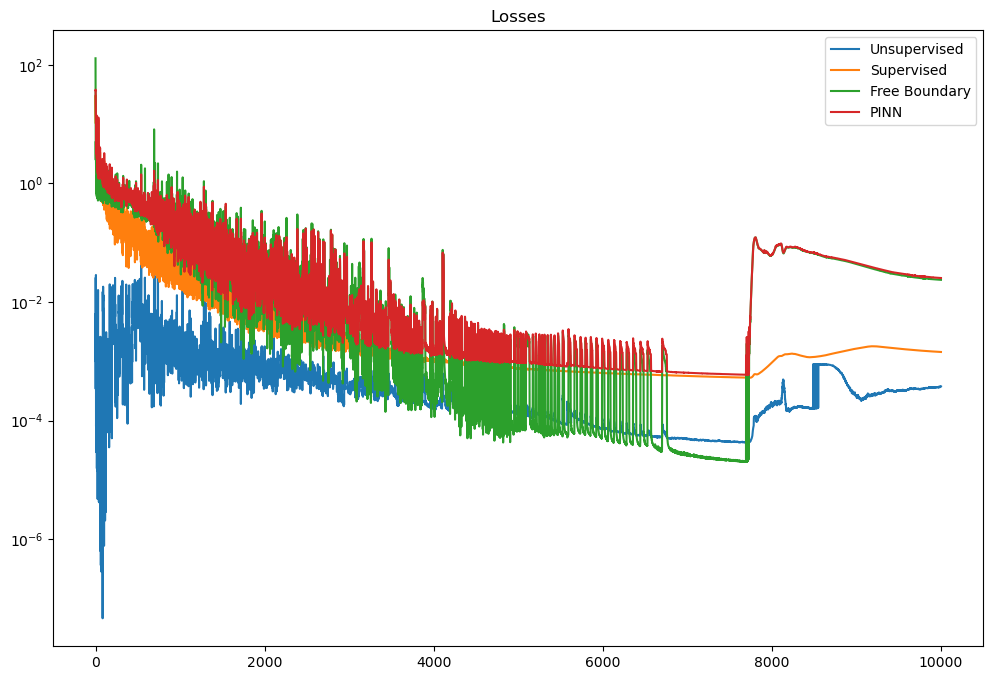 Losses
Unsupervised
Supervised
Free Boundary
PINN
10²
10⁰
10⁻²
10⁻⁴
10⁻⁶
0 2000 4000 6000 8000 10000